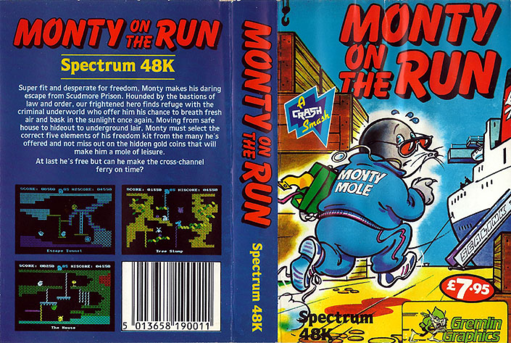 MONTY ON THE RUN
Spectrum 48K
Super fit and desperate for freedom. Monty makes his daring
escape from Scudmore Prison. Hounded by the bastions of
law and order, our frightened hero finds refuge with the
criminal underworld who offer him his chance to breath fresh
air and bask in the sunlight once again. Moving from safe
house to hideout to underground lair, Monty must select the
correct five elements of his freedom kit from the many he's
offered and not miss out on the hidden gold coins that will
make him a mole of leisure.
At last he's free but can he make the cross-channel
ferry on time?
Escape Tunnel
The House
5 013658 190011
MONTY ON THE RUN
Spectrum 48K
MONTY
ON
THE RUN
A
CRASH
Smash
MONTY
MOLE
£7.95
Spectrum
48K
Gremlin
Graphics